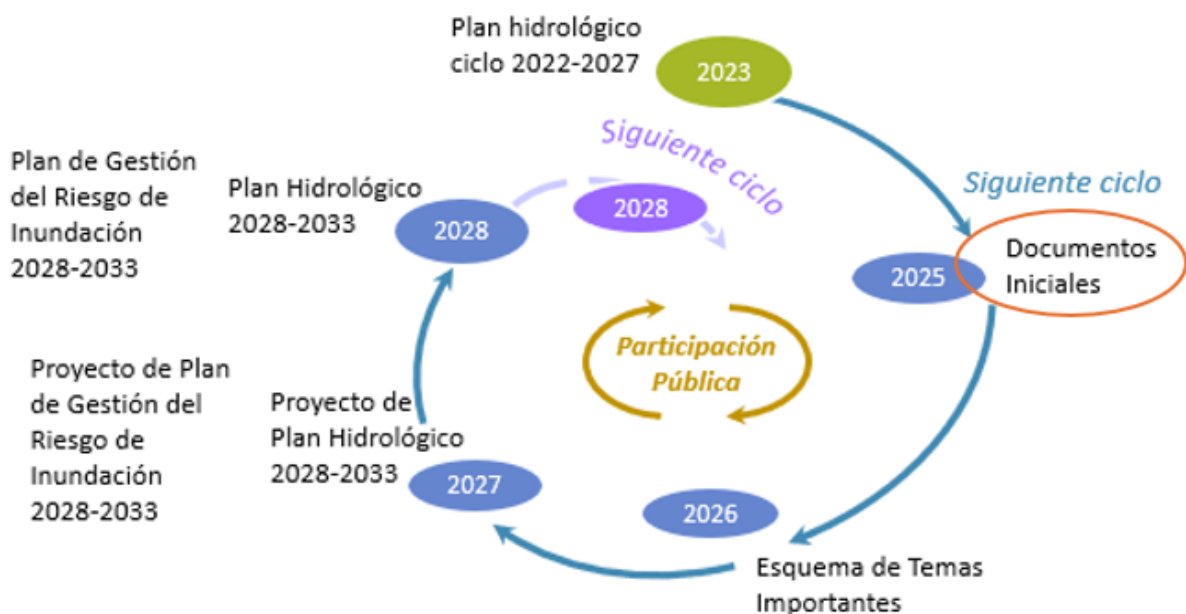 Plan hidrológico
ciclo 2022-2027
2023
Siguiente ciclo
Documentos
Iniciales
2025
Esquema de Temas
Importantes
2026
Proyecto de
Plan Hidrológico
2028-2033
2027
Proyecto de Plan
de Gestión del
Riesgo de
Inundación
2028-2033
Plan Hidrológico
2028-2033
2028
Plan de Gestión
del Riesgo de
Inundación
2028-2033
Siguiente ciclo
2028
Participación
Pública